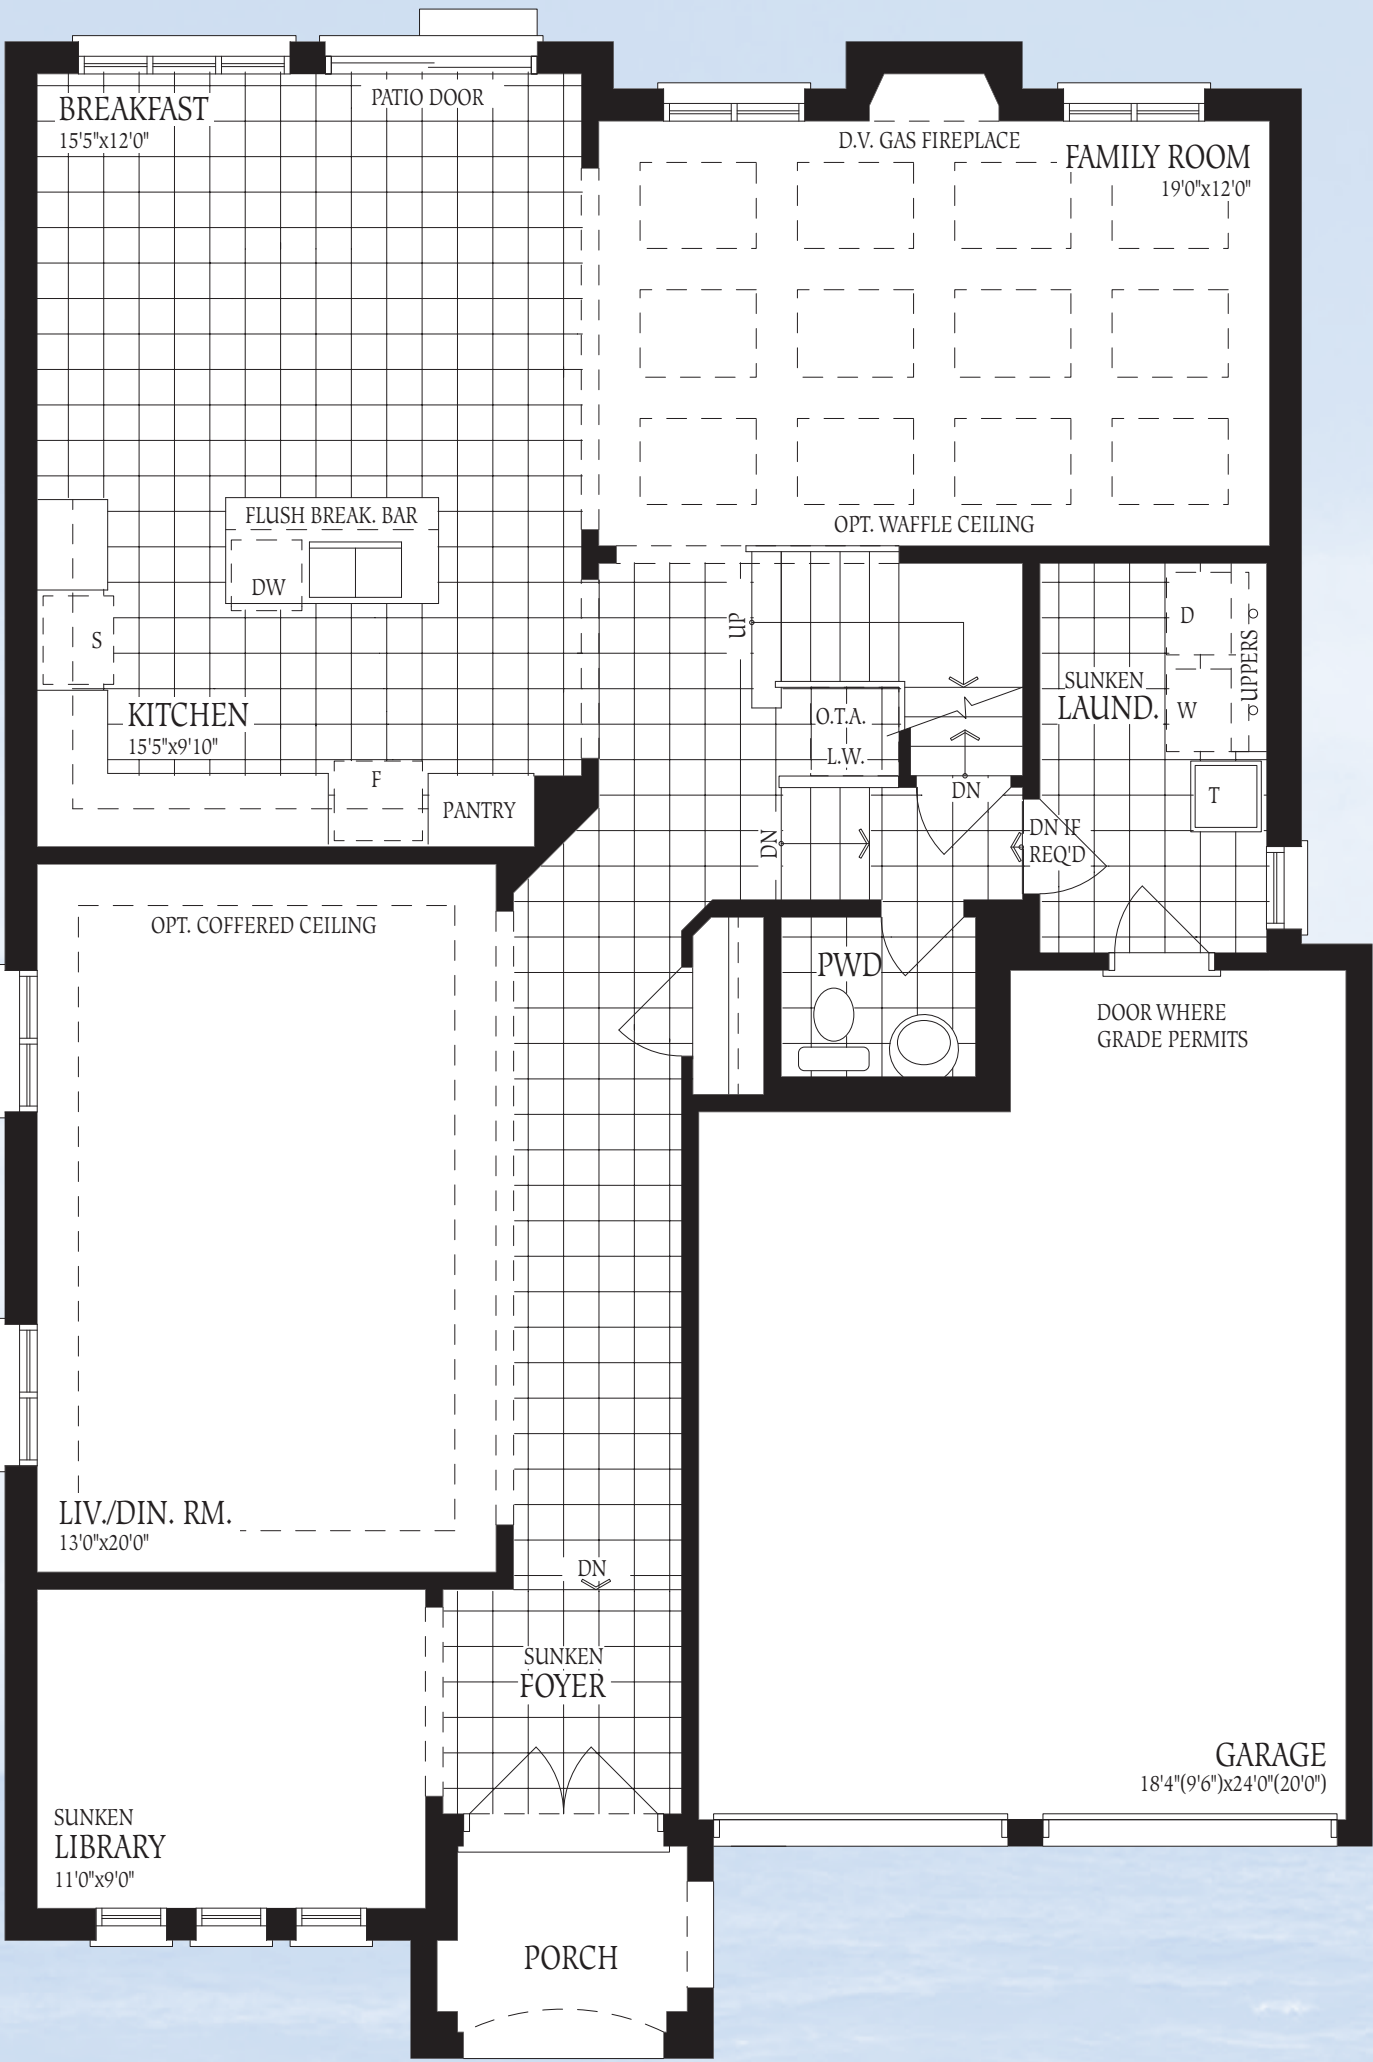 BREAKFAST
15'5"x12'0"
PATIO DOOR
D.V. GAS FIREPLACE
FAMILY ROOM
19'0"x12'0"
OPT. WAFFLE CEILING
FLUSH BREAK. BAR
DW
S
KITCHEN
15'5"x9'10"
F
PANTRY
UP
O.T.A.
L.W.
DN
DN
DN IF
REQ'D
SUNKEN
LAUND.
D
W
UPPERS
T
OPT. COFFERED CEILING
PWD
DOOR WHERE
GRADE PERMITS
LIV./DIN. RM.
13'0"x20'0"
DN
SUNKEN
FOYER
SUNKEN
LIBRARY
11'0"x9'0"
GARAGE
18'4"(9'6")x24'0"(20'0")
PORCH